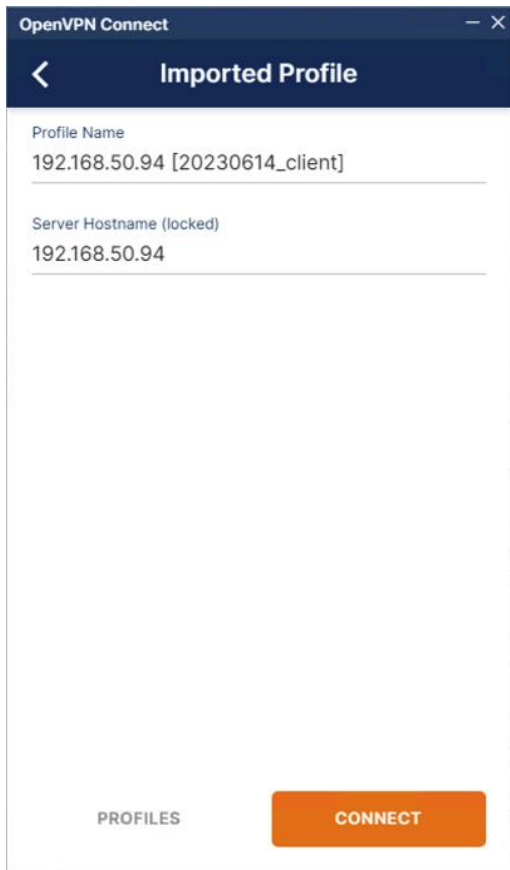 OpenVPN Connect
Imported Profile
Profile Name
192.168.50.94 [20230614_client]
Server Hostname (locked)
192.168.50.94
PROFILES
CONNECT